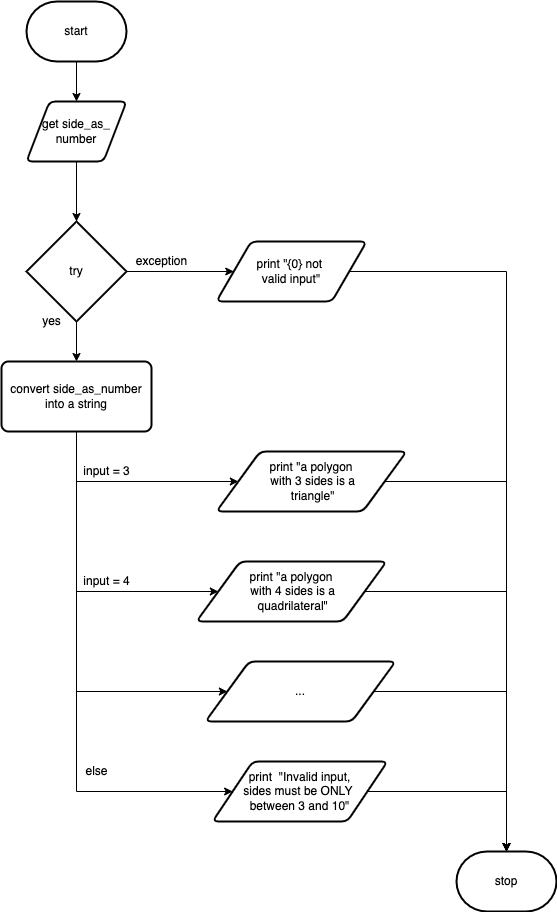 start
get side_as_
number
try
exception
print "{0} not
valid input"
yes
convert side_as_number
into a string
input = 3
print "a polygon
with 3 sides is a
triangle"
input = 4
print "a polygon
with 4 sides is a
quadrilateral"
...
else
print  "Invalid input,
sides must be ONLY
between 3 and 10"
stop